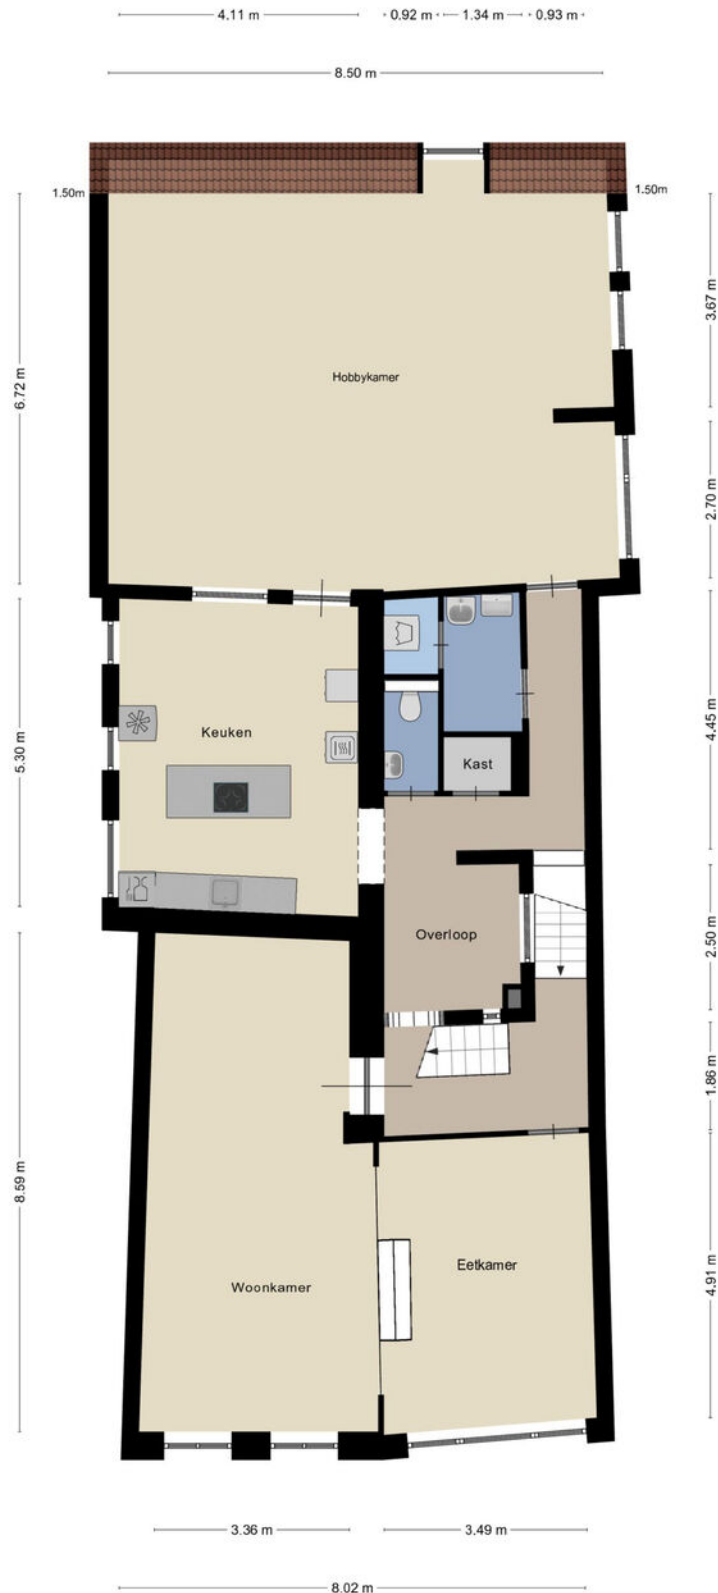 4.11 m
0.92 m
1.34 m
0.93 m
8.50 m
1.50m
1.50m
3.67 m
6.72 m
Hobbykamer
2.70 m
4.45 m
Keuken
5.30 m
Kast
2.50 m
Overloop
1.86 m
8.59 m
Eetkamer
4.91 m
Woonkamer
3.36 m
3.49 m
8.02 m